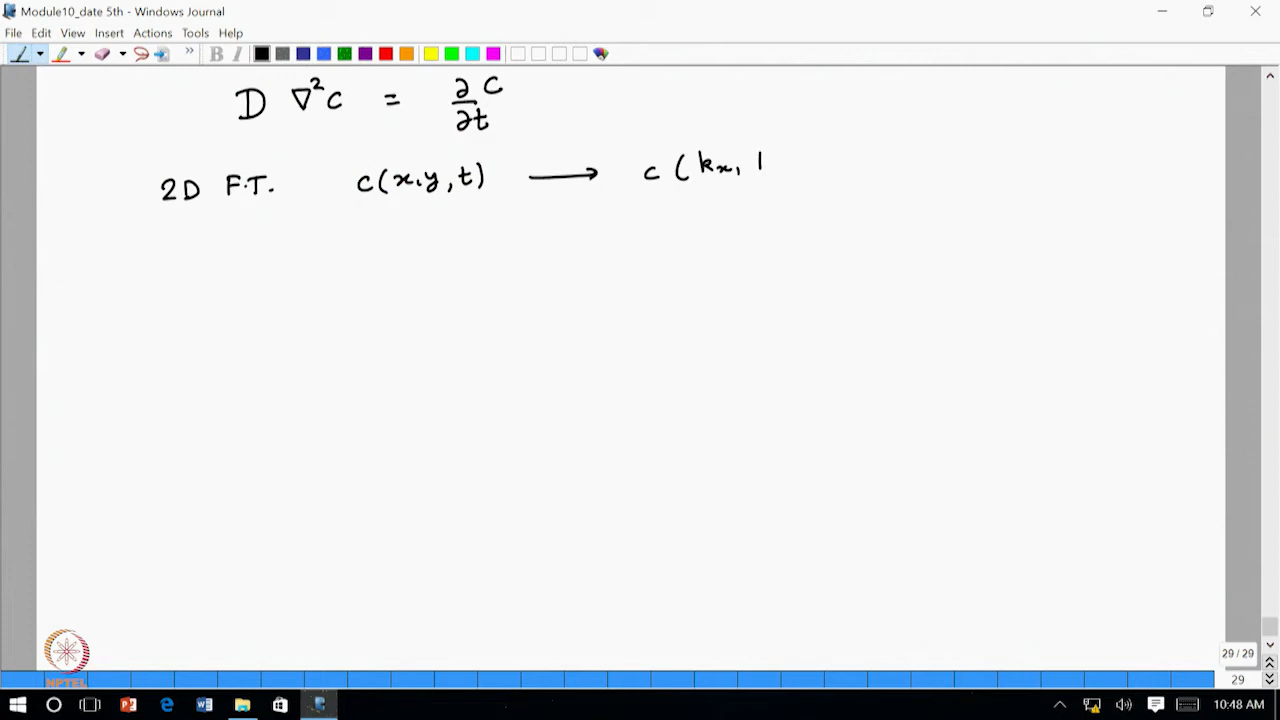 Module10_date 5th - Windows Journal
File Edit View Insert Actions Tools Help
B I
D ∇²c = ∂c/∂t
2D F.T. c(x,y,t) ⟶ c(kx,
29 / 29
NPTEL
29
10:48 AM